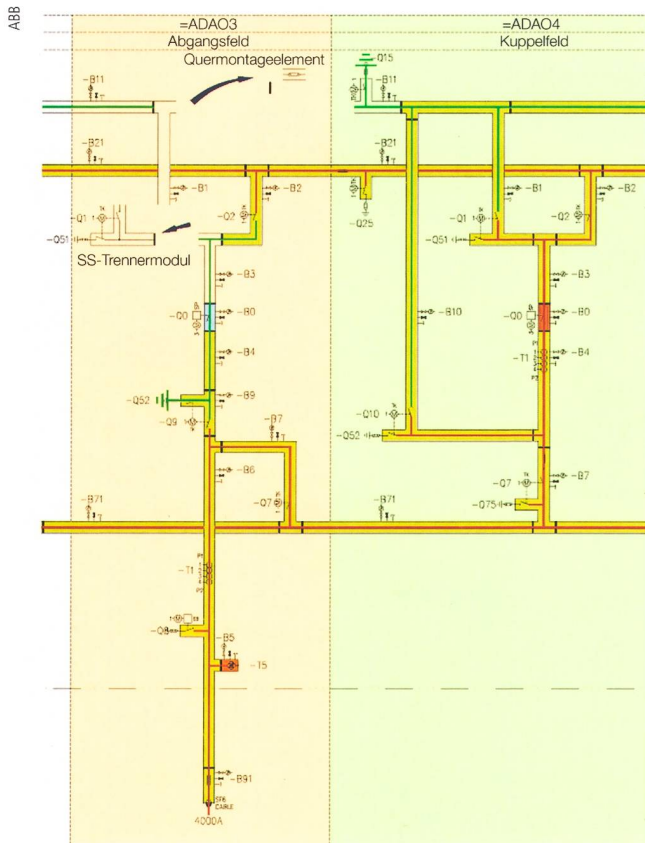 ABB
=ADAO3
=ADAO4
Abgangsfeld
Kuppelfeld
Quermontageelement
-Q15
-B11
-B11
-B21
-B21
-B1
-B2
-B1
-B2
-Q1
-Q2
-Q25
-Q1
-Q2
-Q51
-Q51
SS-Trennermodul
-B3
-B3
-Q0
-B0
-B10
-Q0
-B0
-B4
-T1
-B4
-Q52
-B9
-Q9
-B7
-Q10
-Q52
-B6
-Q7
-B7
-Q7
-B71
-B71
-Q75
P1
-T1
P2
-Q8
-B5
-T5
-B91
SF6
CABLE
4000A